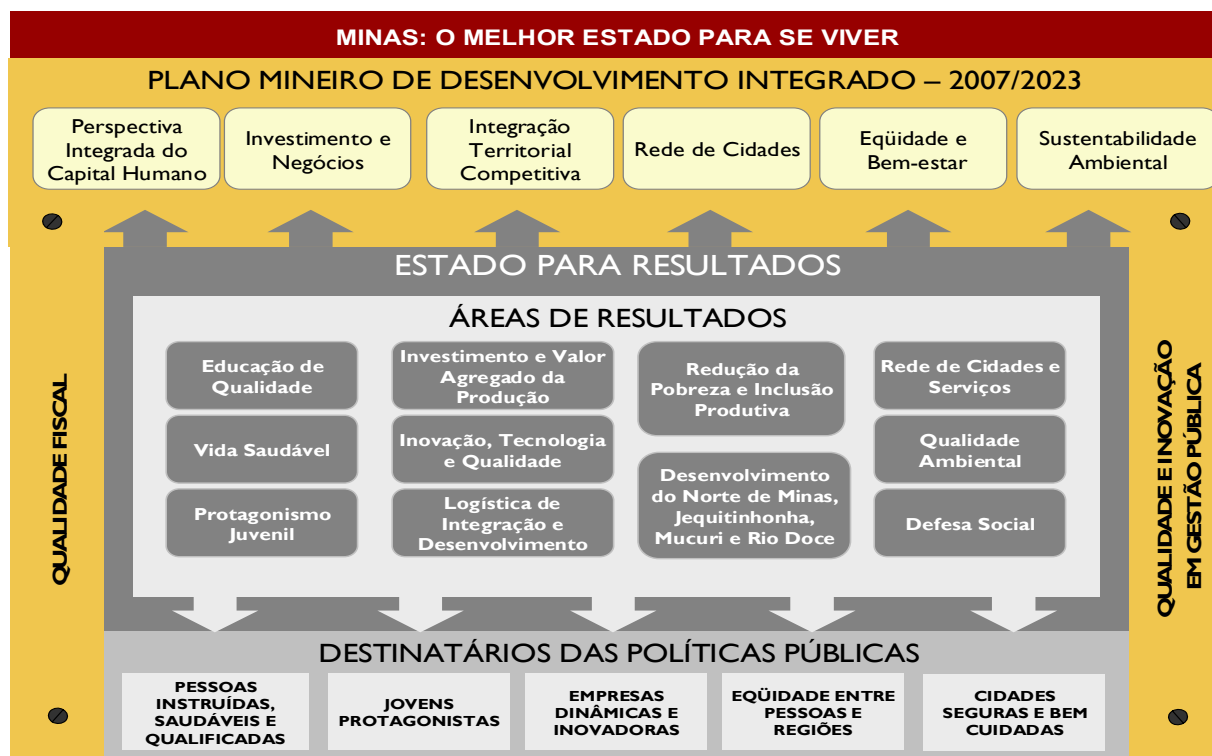 MINAS: O MELHOR ESTADO PARA SE VIVER
PLANO MINEIRO DE DESENVOLVIMENTO INTEGRADO – 2007/2023
Perspectiva
Integrada do
Capital Humano
Investimento e
Negócios
Integração
Territorial
Competitiva
Rede de Cidades
Eqüidade e
Bem-estar
Sustentabilidade
Ambiental
QUALIDADE FISCAL
ESTADO PARA RESULTADOS
ÁREAS DE RESULTADOS
Educação de
Qualidade
Vida Saudável
Protagonismo
Juvenil
Investimento e Valor
Agregado da
Produção
Inovação, Tecnologia
e Qualidade
Logística de
Integração e
Desenvolvimento
Redução da
Pobreza e Inclusão
Produtiva
Desenvolvimento
do Norte de Minas,
Jequitinhonha,
Mucuri e Rio Doce
Rede de Cidades e
Serviços
Qualidade
Ambiental
Defesa Social
QUALIDADE E INOVAÇÃO
EM GESTÃO PÚBLICA
DESTINATÁRIOS DAS POLÍTICAS PÚBLICAS
PESSOAS
INSTRUÍDAS,
SAUDÁVEIS E
QUALIFICADAS
JOVENS
PROTAGONISTAS
EMPRESAS
DINÂMICAS E
INOVADORAS
EQÜIDADE ENTRE
PESSOAS E
REGIÕES
CIDADES
SEGURAS E BEM
CUIDADAS